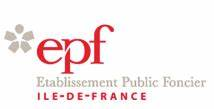 epf
Etablissement Public Foncier
ILE-DE-FRANCE